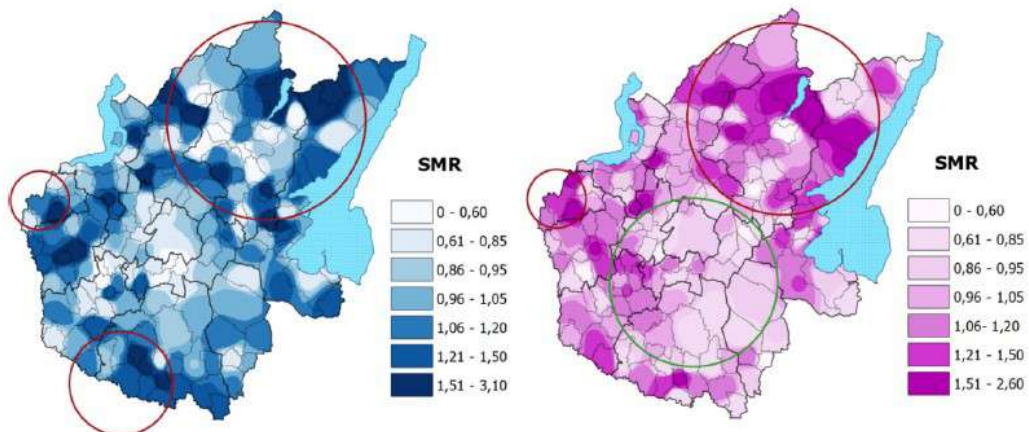 SMR
0 - 0,60
0,61 - 0,85
0,86 - 0,95
0,96 - 1,05
1,06 - 1,20
1,21 - 1,50
1,51 - 3,10
SMR
0 - 0,60
0,61 - 0,85
0,86 - 0,95
0,96 - 1,05
1,06 - 1,20
1,21 - 1,50
1,51 - 2,60